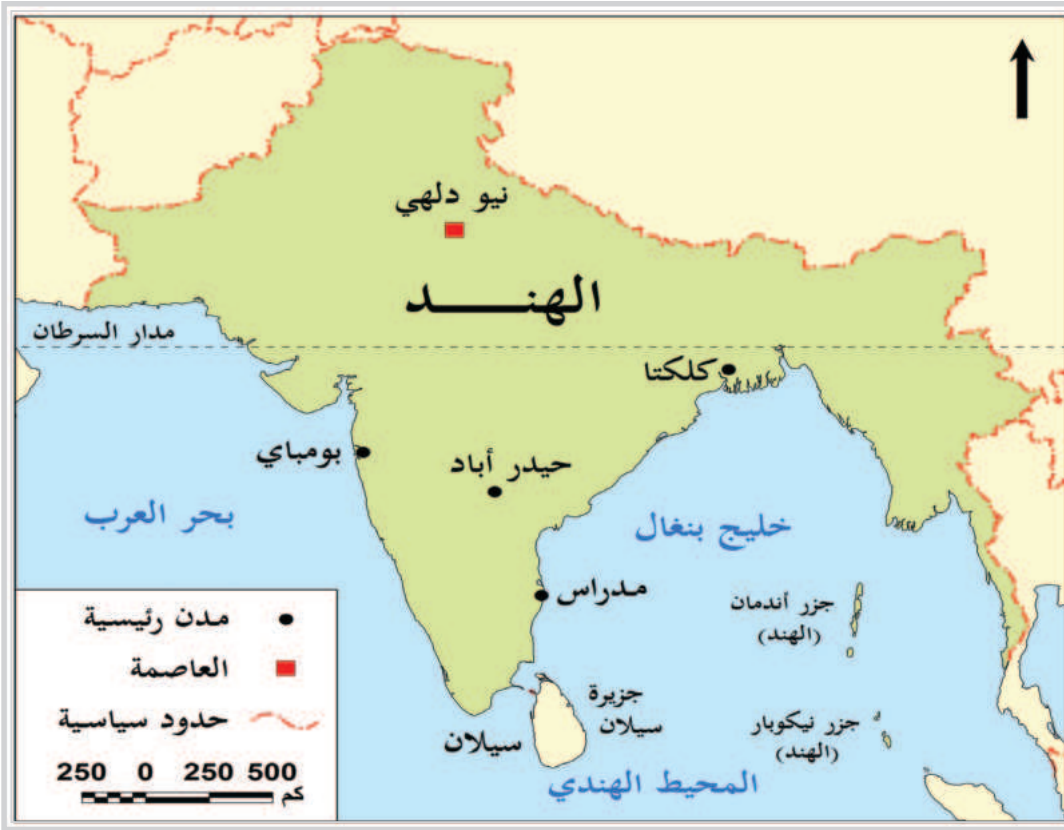 نيو دلهي
الهنـــــد
مدار السرطان
كلكتا
بومباي
حيدر أباد
بحر العرب
خليج بنغال
مدراس
جزر أندمان
(الهند)
جزيرة
سيلان
سيلان
جزر نيكوبار
(الهند)
المحيط الهندي
مدن رئيسية
العاصمة
حدود سياسية
250 0 250 500
كم